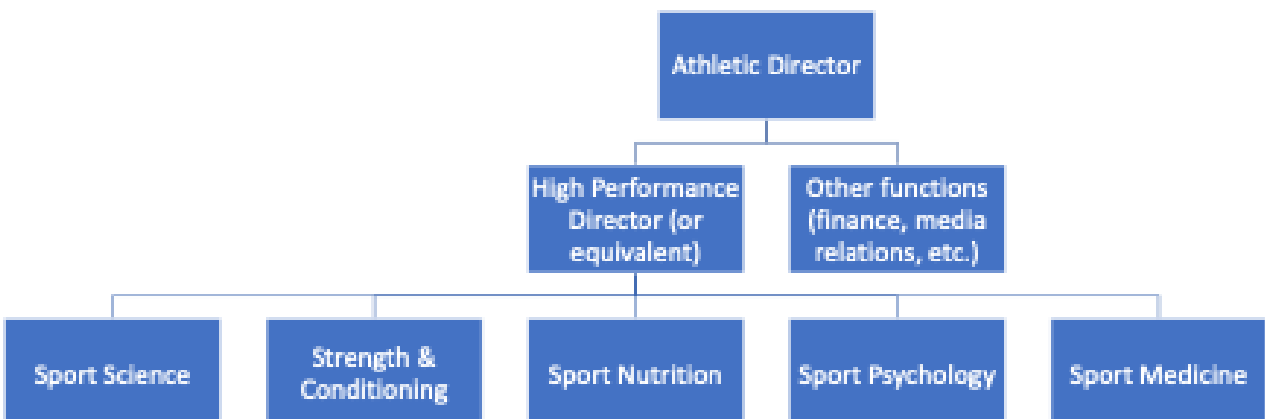 Athletic Director
High Performance
Director (or
equivalent)
Other functions
(finance, media
relations, etc.)
Sport Science
Strength &
Conditioning
Sport Nutrition
Sport Psychology
Sport Medicine